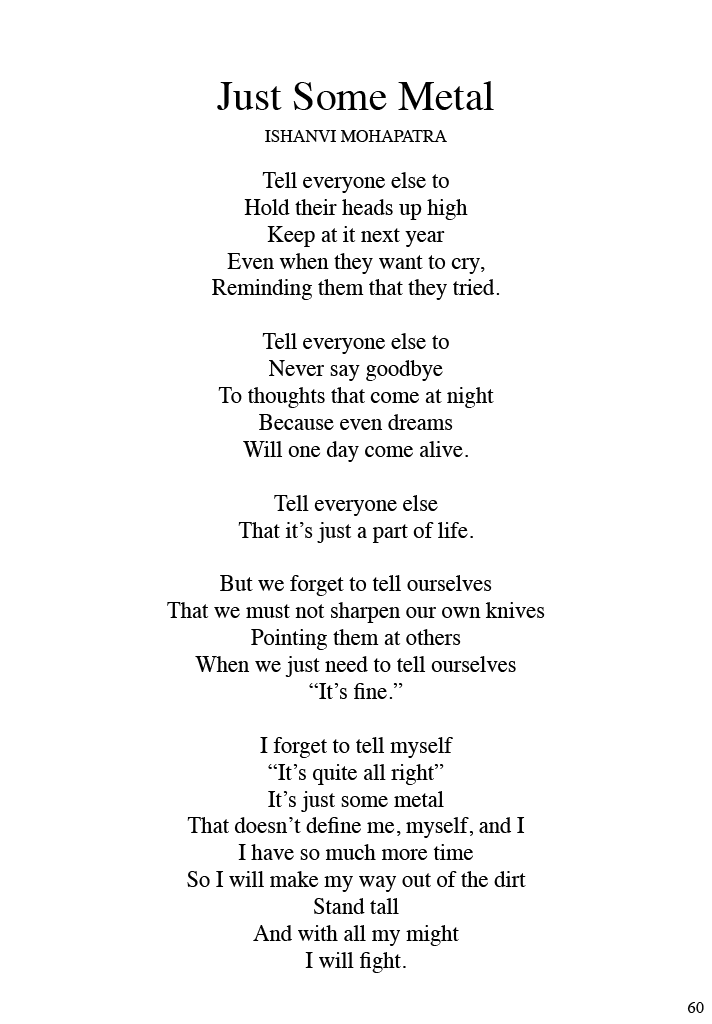 Just Some Metal
ISHANVI MOHAPATRA
Tell everyone else to
Hold their heads up high
Keep at it next year
Even when they want to cry,
Reminding them that they tried.
Tell everyone else to
Never say goodbye
To thoughts that come at night
Because even dreams
Will one day come alive.
Tell everyone else
That it’s just a part of life.
But we forget to tell ourselves
That we must not sharpen our own knives
Pointing them at others
When we just need to tell ourselves
“It’s fine.”
I forget to tell myself
“It’s quite all right”
It’s just some metal
That doesn’t define me, myself, and I
I have so much more time
So I will make my way out of the dirt
Stand tall
And with all my might
I will fight.
60